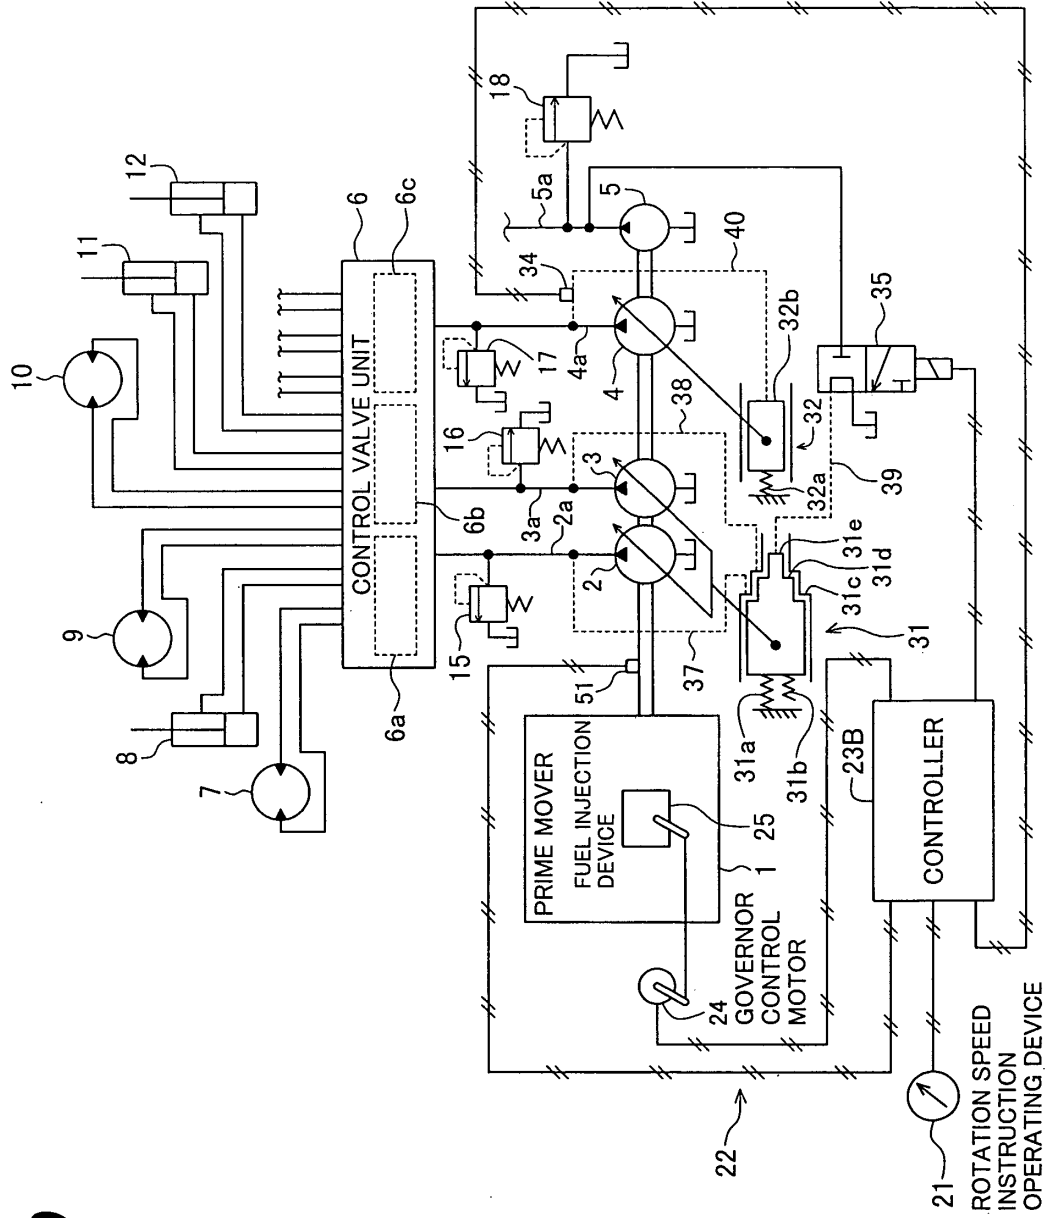 12
11
10
9
8
7
6
6c
CONTROL VALVE UNIT
6b
6a
18
5a
5
34
40
17
4a
4
16
38
3
3a
2a
2
15
37
51
35
32b
32
32a
39
31e
31d
31c
31
31a
31b
PRIME MOVER
FUEL INJECTION
DEVICE
25
1
GOVERNOR
CONTROL
MOTOR
24
23B
CONTROLLER
22
21
ROTATION SPEED
INSTRUCTION
OPERATING DEVICE